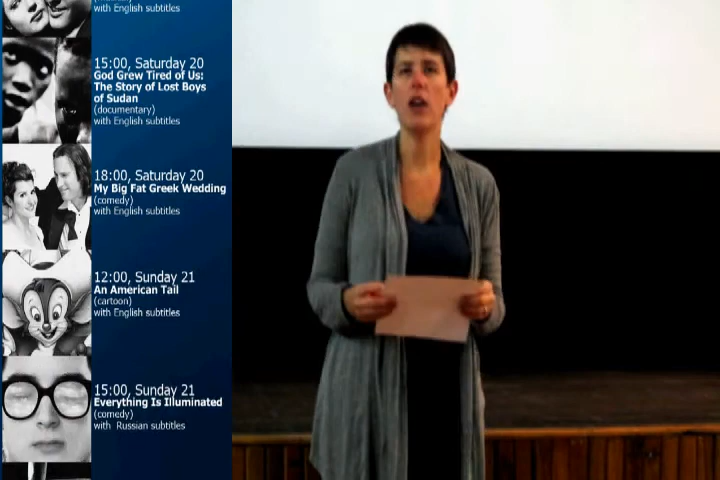 with English subtitles
15:00, Saturday 20
God Grew Tired of Us:
The Story of Lost Boys
of Sudan
(documentary)
with English subtitles
18:00, Saturday 20
My Big Fat Greek Wedding
(comedy)
with English subtitles
12:00, Sunday 21
An American Tail
(cartoon)
with English subtitles
15:00, Sunday 21
Everything Is Illuminated
(comedy)
with Russian subtitles